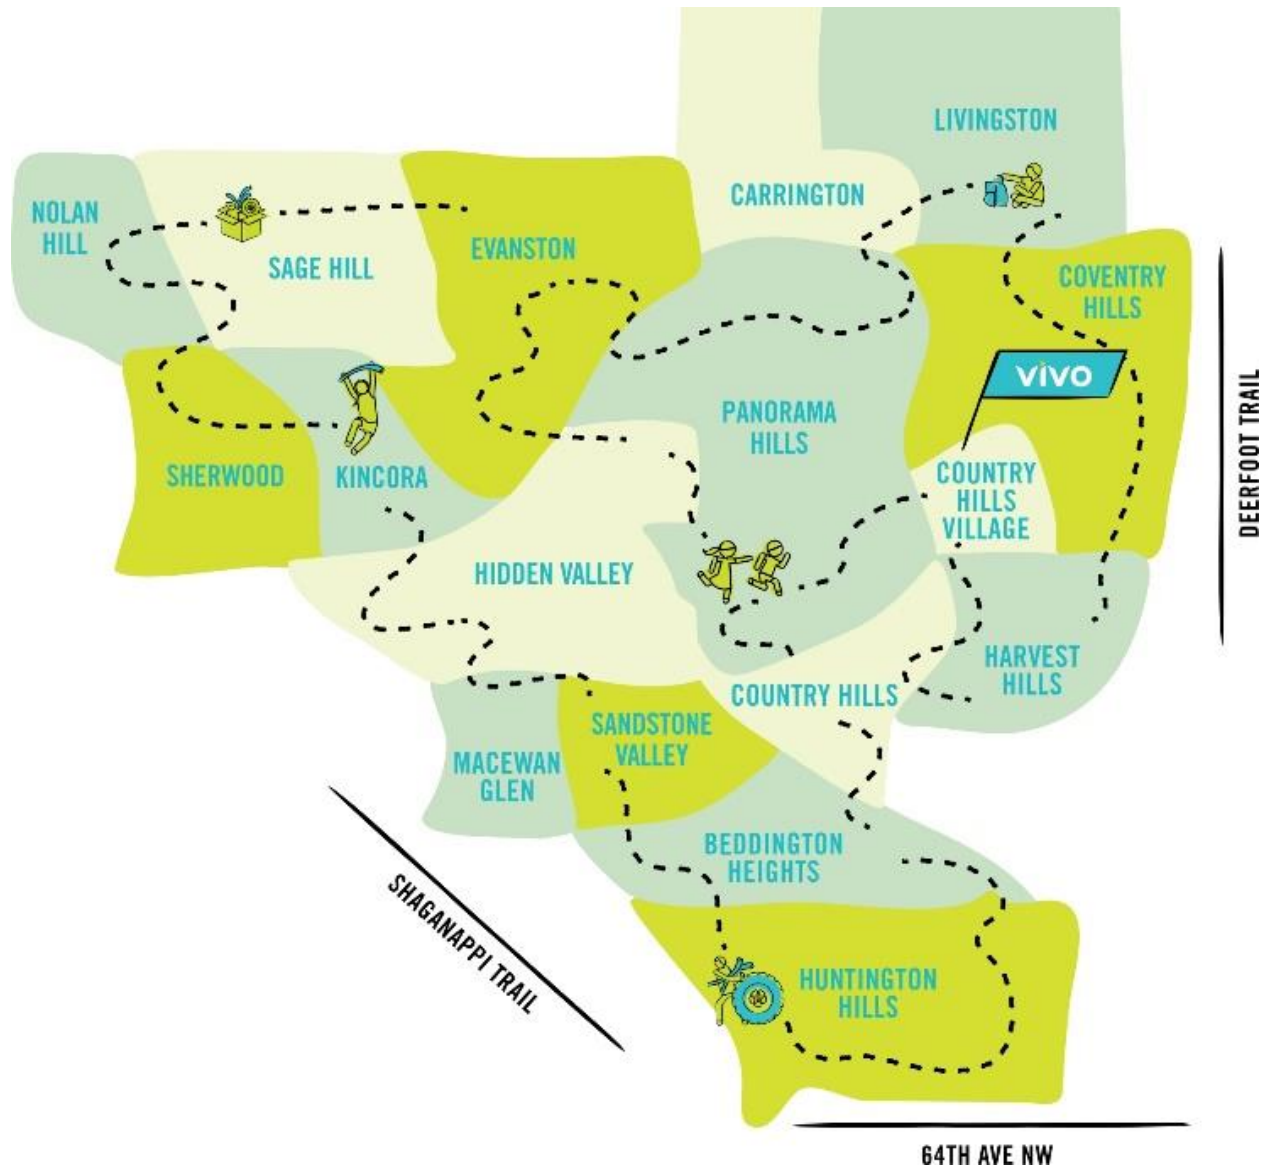 LIVINGSTON
CARRINGTON
NOLAN
HILL
SAGE HILL
EVANSTON
COVENTRY
HILLS
vivo
PANORAMA
HILLS
SHERWOOD
KINCORA
COUNTRY
HILLS
VILLAGE
DEERFOOT TRAIL
HIDDEN VALLEY
HARVEST
HILLS
COUNTRY HILLS
SANDSTONE
VALLEY
MACEWAN
GLEN
BEDDINGTON
HEIGHTS
SHAGANAPPI TRAIL
HUNTINGTON
HILLS
64TH AVE NW